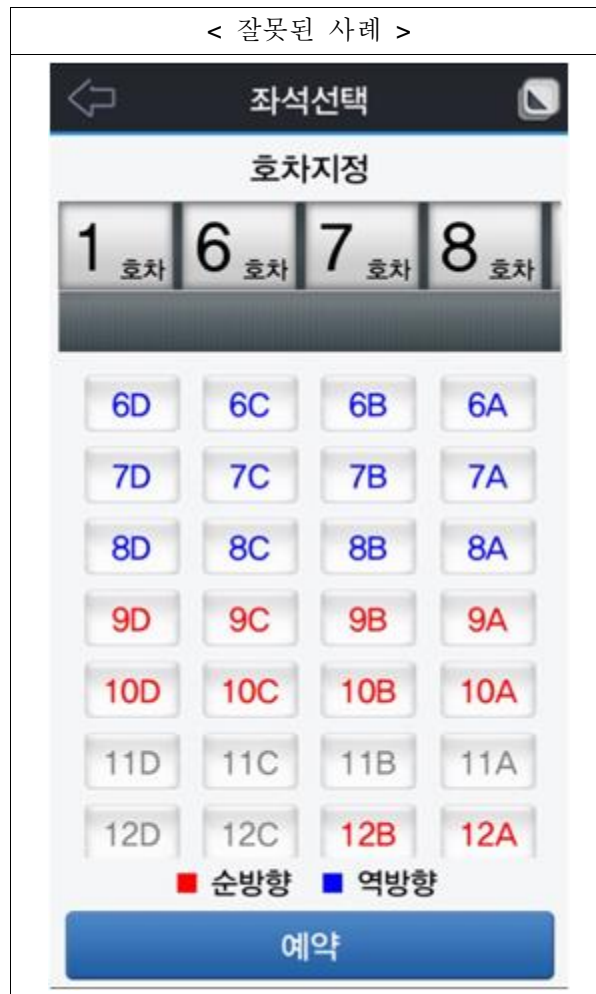 < 잘못된 사례 >
좌석선택
호차지정
1 호차 6 호차 7 호차 8 호차
6D 6C 6B 6A
7D 7C 7B 7A
8D 8C 8B 8A
9D 9C 9B 9A
10D 10C 10B 10A
11D 11C 11B 11A
12D 12C 12B 12A
순방향 역방향
예약